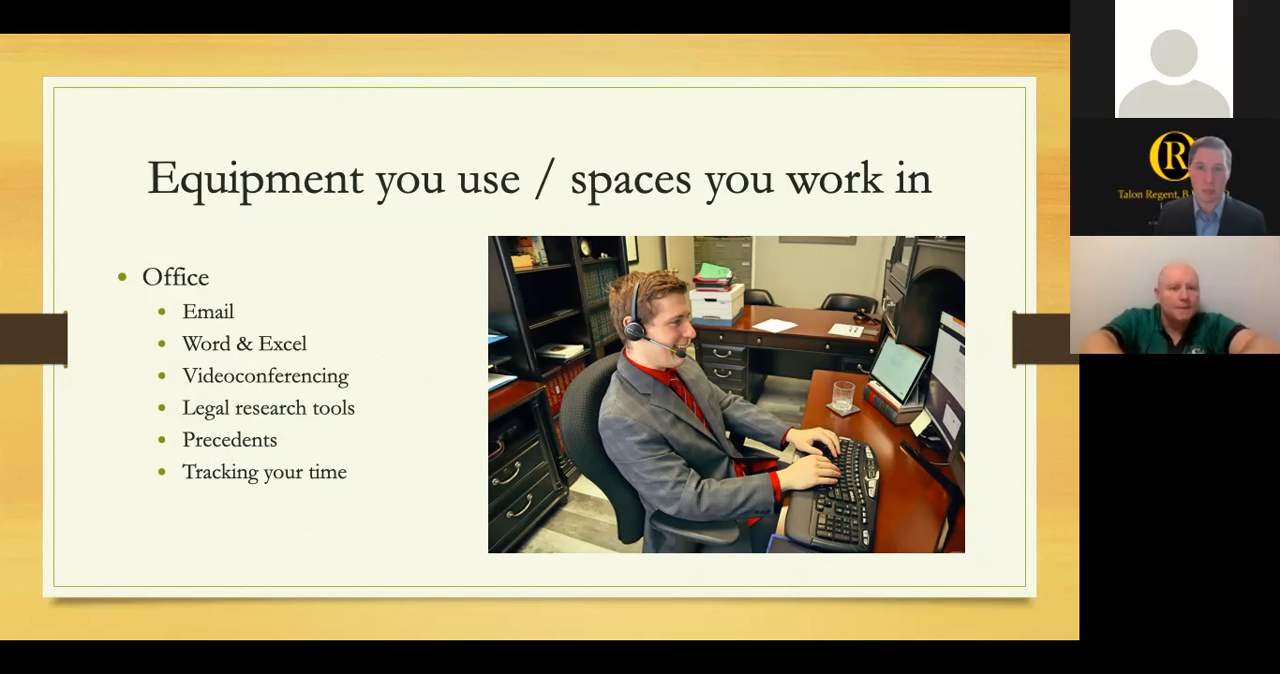 Equipment you use / spaces you work in
Office
Email
Word & Excel
Videoconferencing
Legal research tools
Precedents
Tracking your time
R
Talon Regent, B.